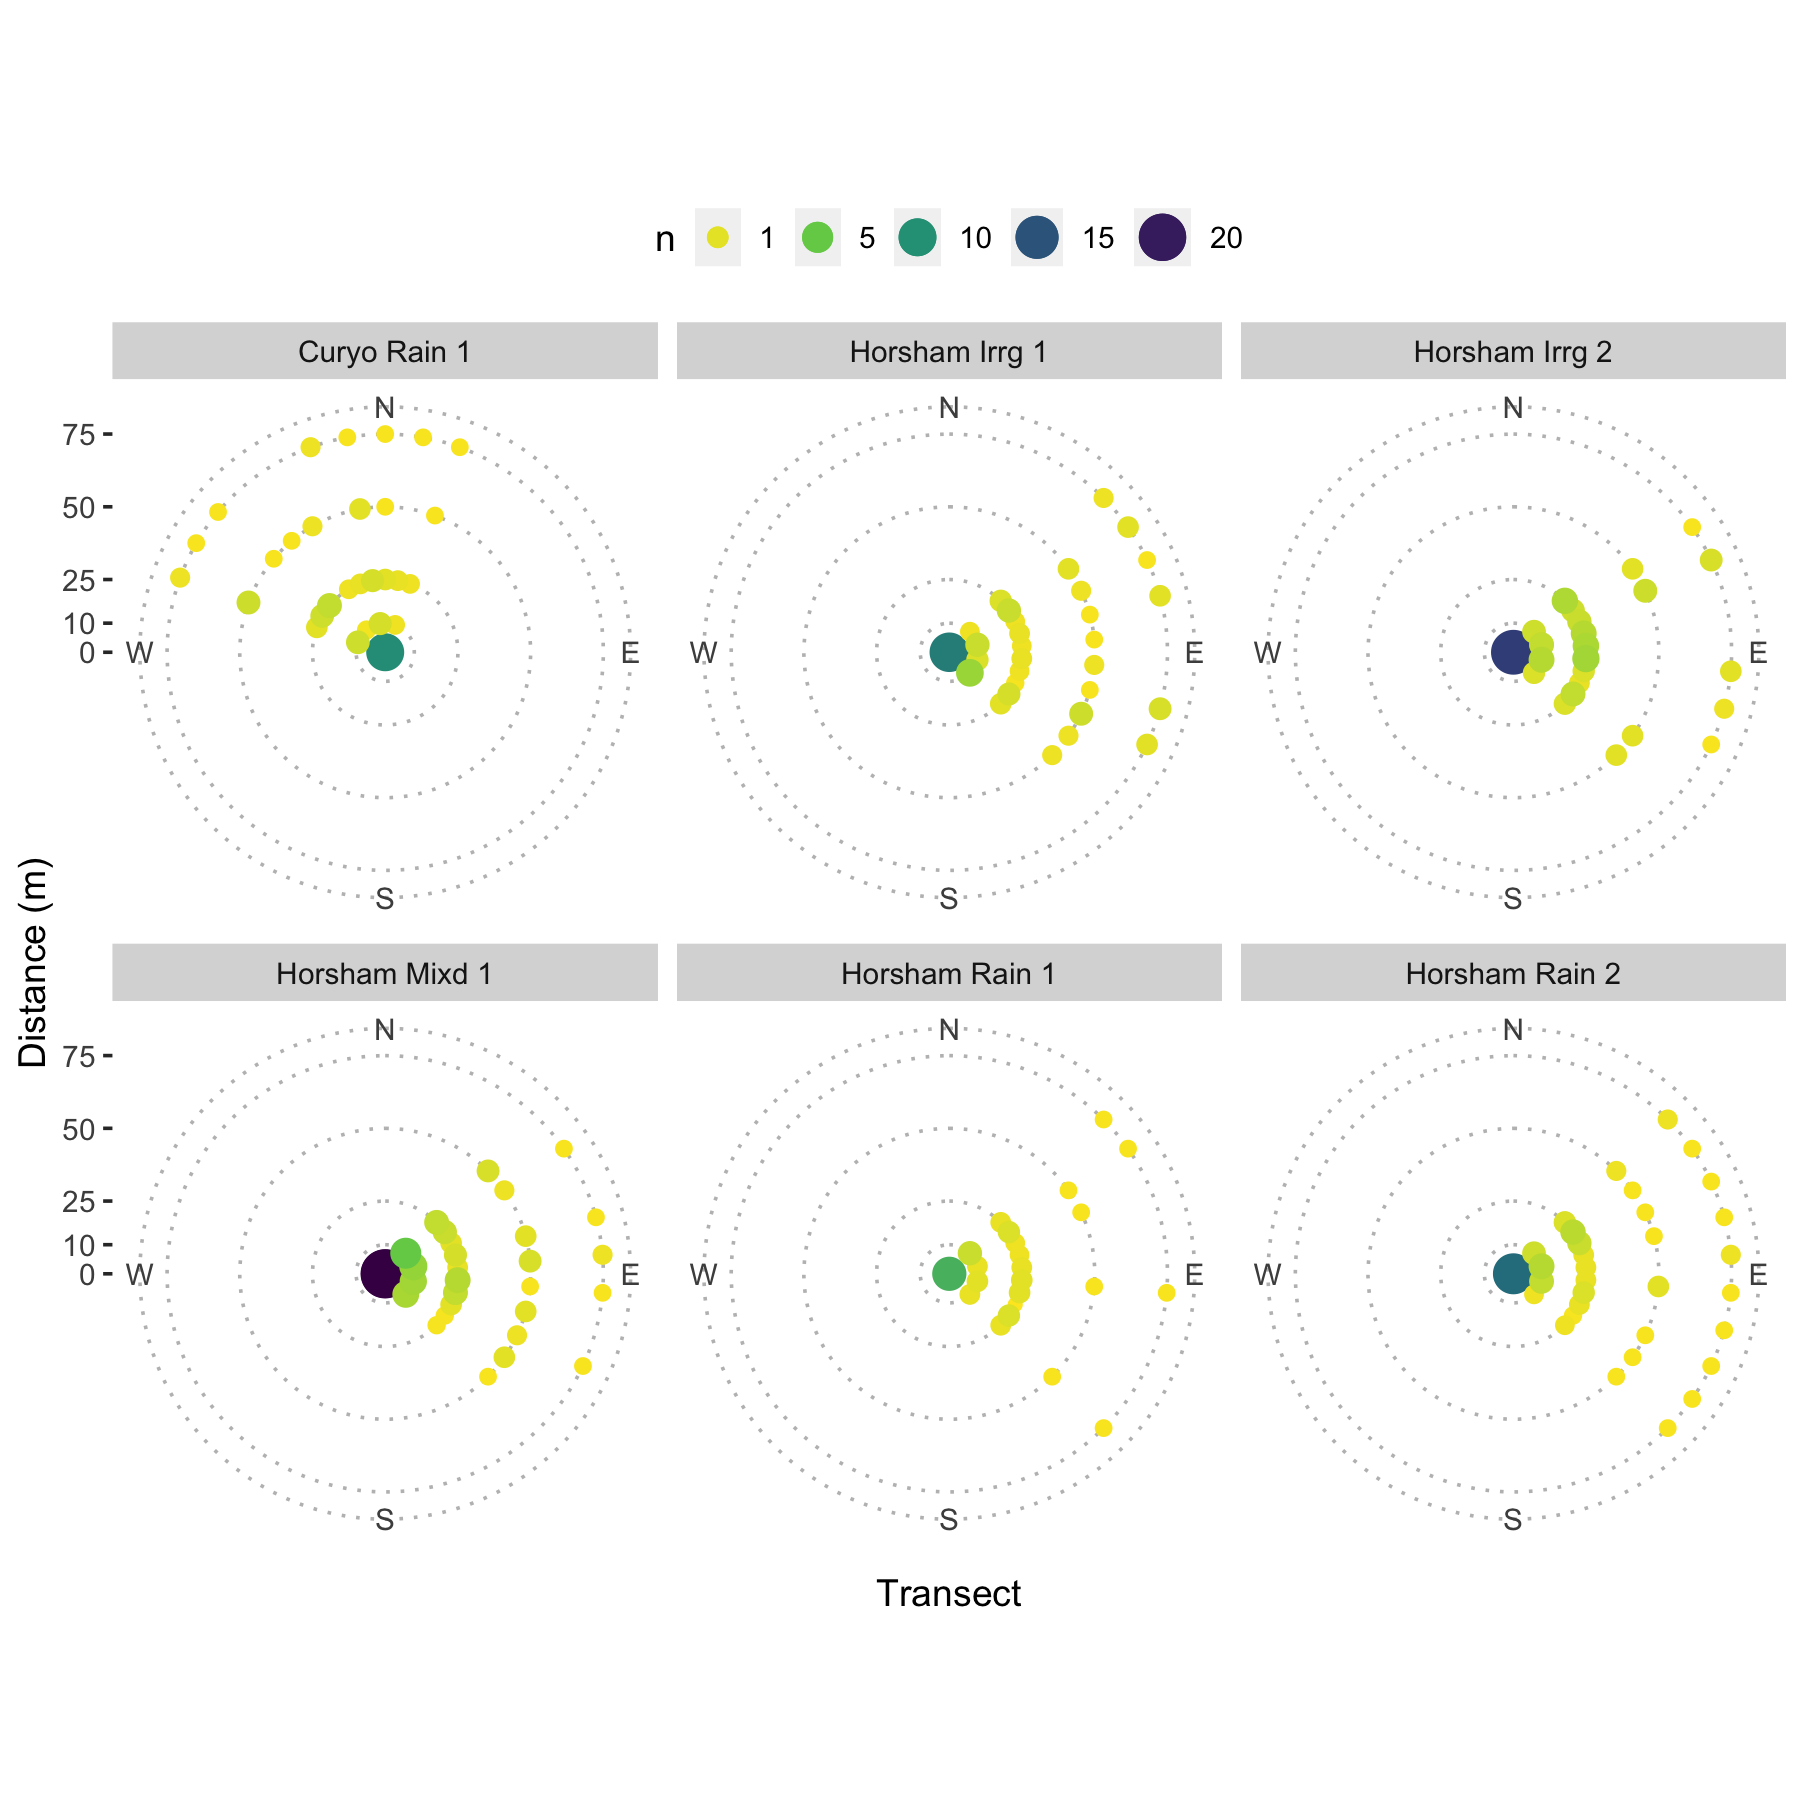 n 1 5 10 15 20
Curyo Rain 1 Horsham Irrg 1 Horsham Irrg 2
N N N
75
50
25
10
0 W E W E W E
S S S
Distance (m)
Horsham Mixd 1 Horsham Rain 1 Horsham Rain 2
N N N
75
50
25
10
0 W E W E W E
S S S
Transect